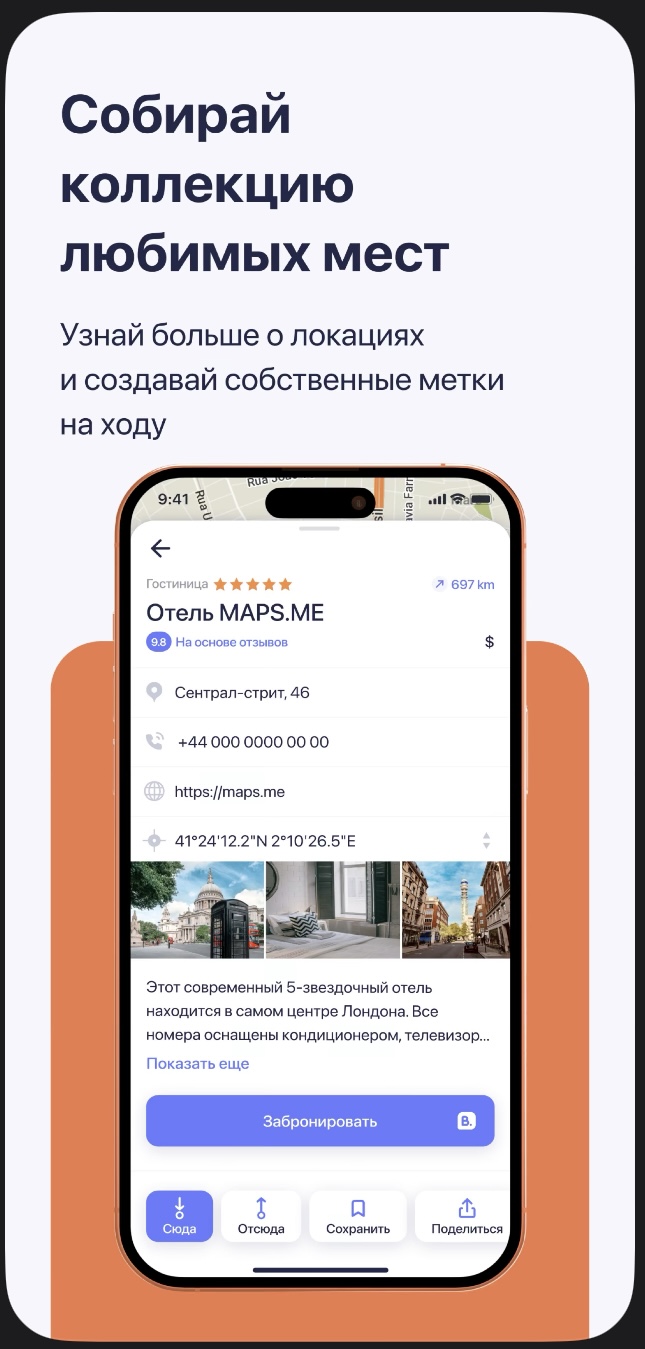 Собирай
коллекцию
любимых мест
Узнай больше о локациях
и создавай собственные метки
на ходу
9:41
Гостиница
697 km
Отель MAPS.ME
9.8 На основе отзывов
$
Сентрал-стрит, 46
+44 000 0000 00 00
https://maps.me
41°24'12.2"N 2°10'26.5"E
Этот современный 5-звездочный отель
находится в самом центре Лондона. Все
номера оснащены кондиционером, телевизор...
Показать еще
Забронировать
B.
Сюда
Отсюда
Сохранить
Поделиться